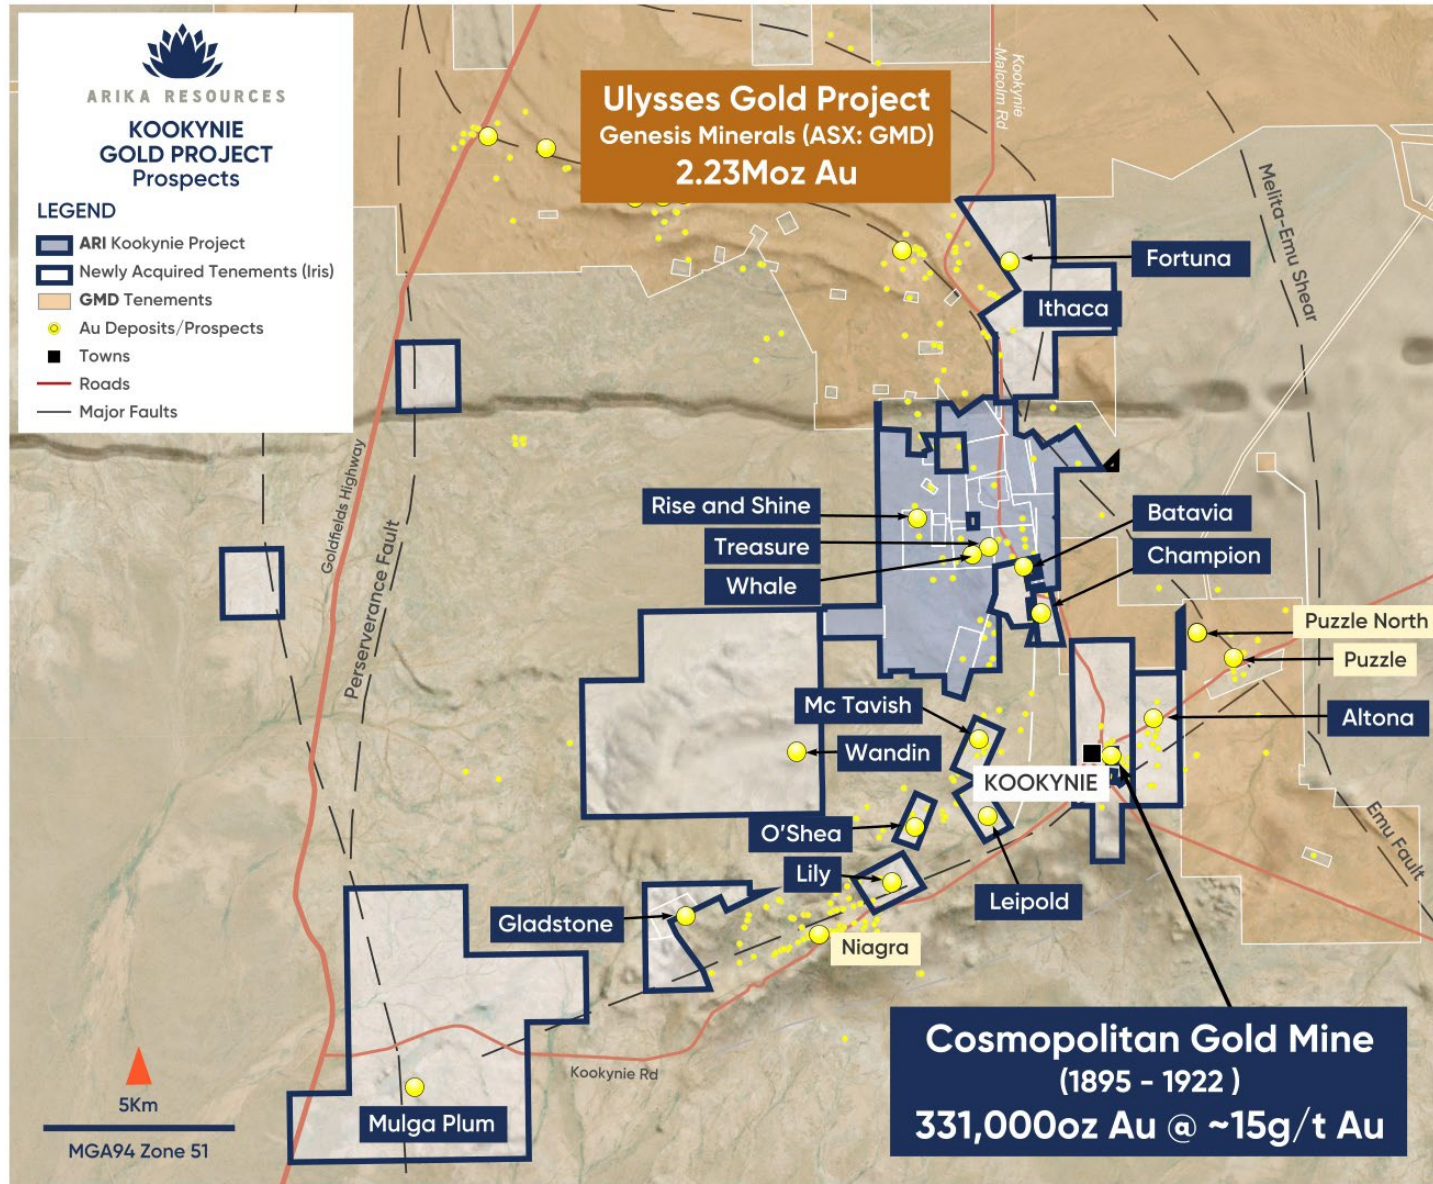 ARIKA RESOURCES
KOOKYNIE
GOLD PROJECT
Prospects
LEGEND
ARI Kookynie Project
Newly Acquired Tenements (Iris)
GMD Tenements
Au Deposits/Prospects
Towns
Roads
Major Faults
Ulysses Gold Project
Genesis Minerals (ASX: GMD)
2.23Moz Au
Kookynie
-Malcolm Rd
Melita-Emu Shear
Fortuna
Ithaca
Goldfields Highway
Perserverance Fault
Rise and Shine
Treasure
Whale
Batavia
Champion
Puzzle North
Puzzle
Mc Tavish
Altona
Wandin
KOOKYNIE
O'Shea
Emu Fault
Lily
Leipold
Gladstone
Niagra
Kookynie Rd
Mulga Plum
Cosmopolitan Gold Mine
(1895 - 1922 )
331,000oz Au @ ~15g/t Au
5Km
MGA94 Zone 51